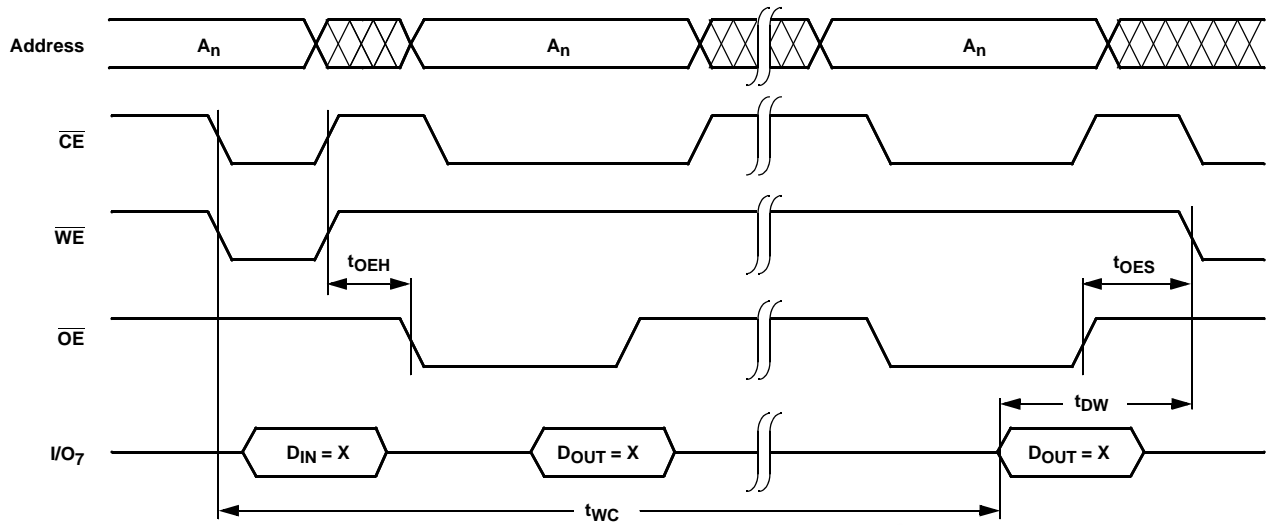 Address
An
An
An
CE
WE
tOEH
tOES
OE
tDW
I/O7
DIN = X
DOUT = X
DOUT = X
tWC